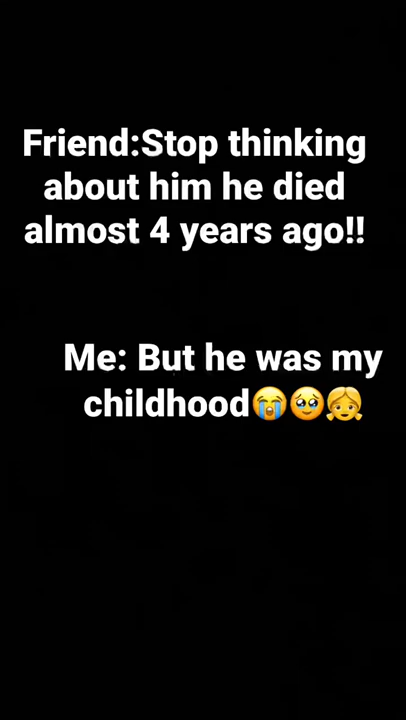 Friend:Stop thinking
about him he died
almost 4 years ago!!
Me: But he was my
childhood😭🥹👧